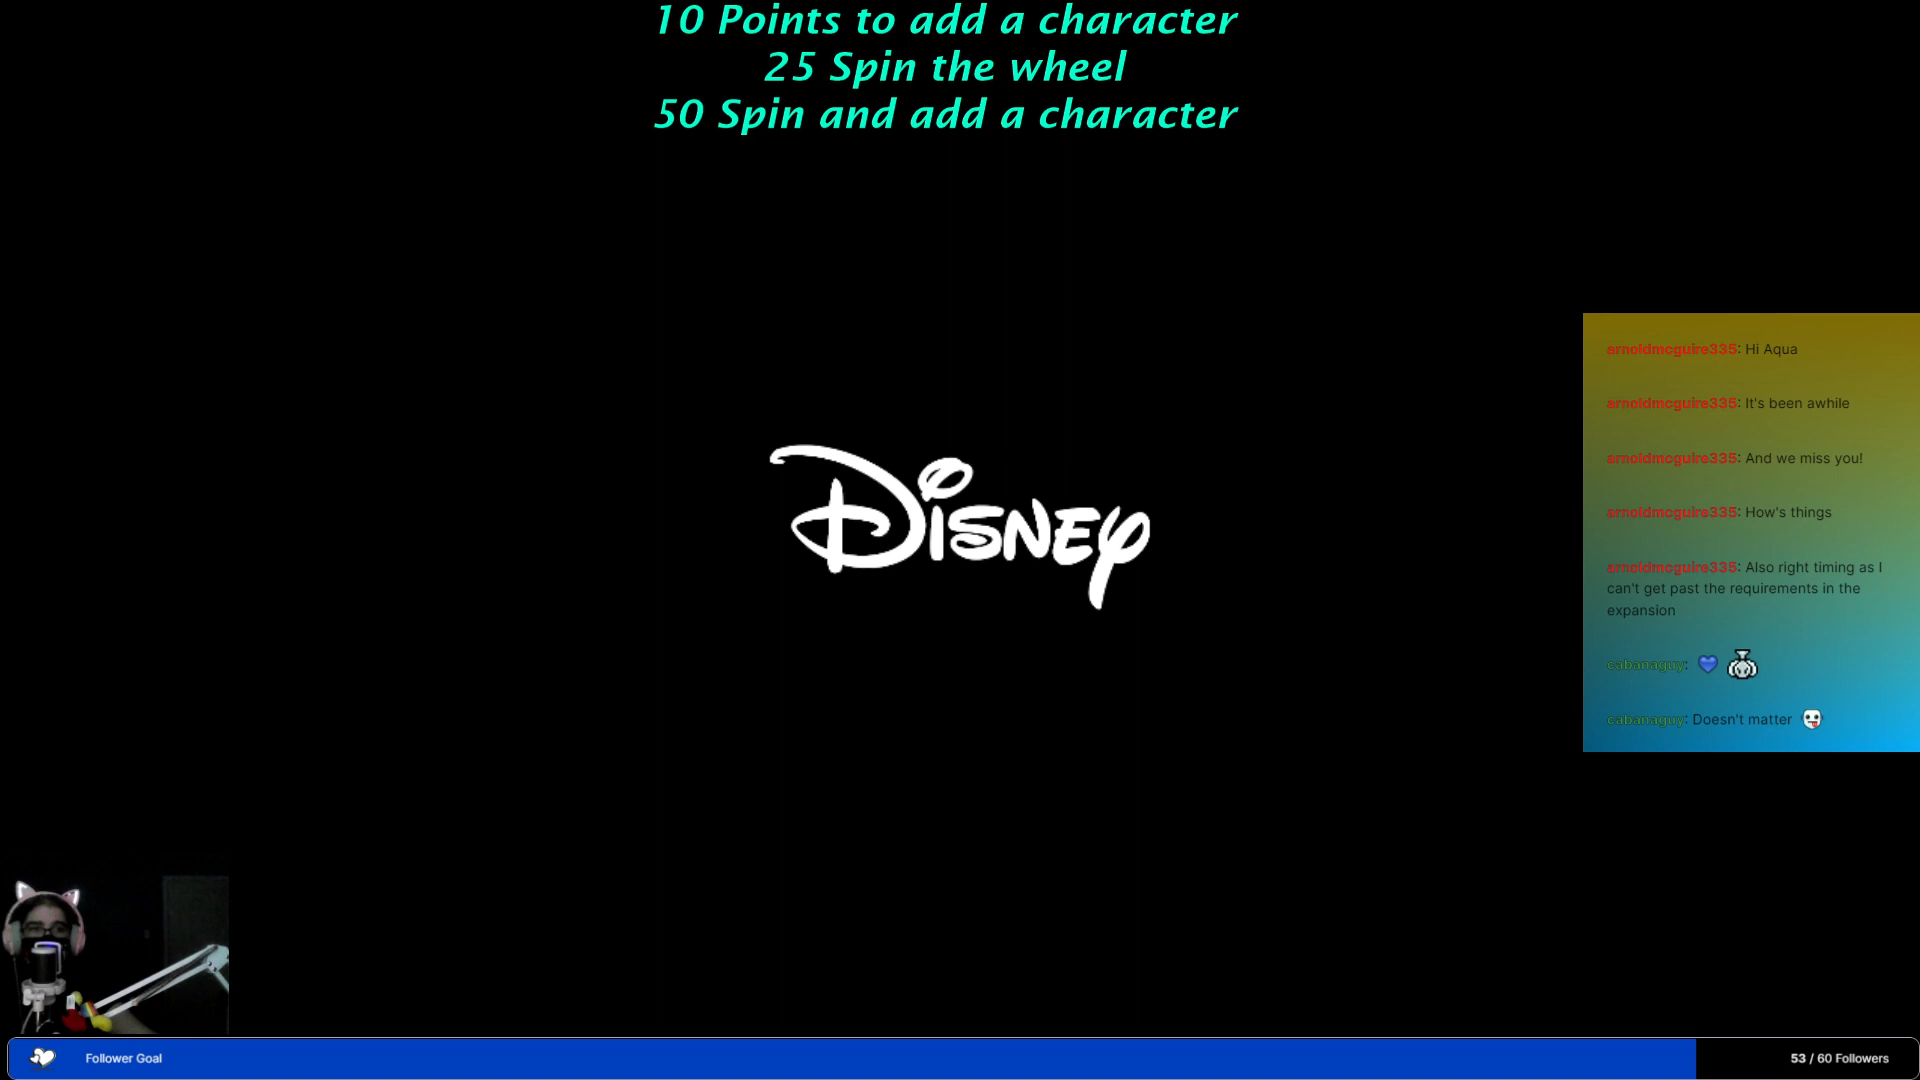 10 Points to add a character
25 Spin the wheel
50 Spin and add a character
Disney
arnoldmcguire335: Hi Aqua
arnoldmcguire335: It's been awhile
arnoldmcguire335: And we miss you!
arnoldmcguire335: How's things
arnoldmcguire335: Also right timing as I
can't get past the requirements in the
expansion
cabanaguy:
cabanaguy: Doesn't matter
Follower Goal
53 / 60 Followers